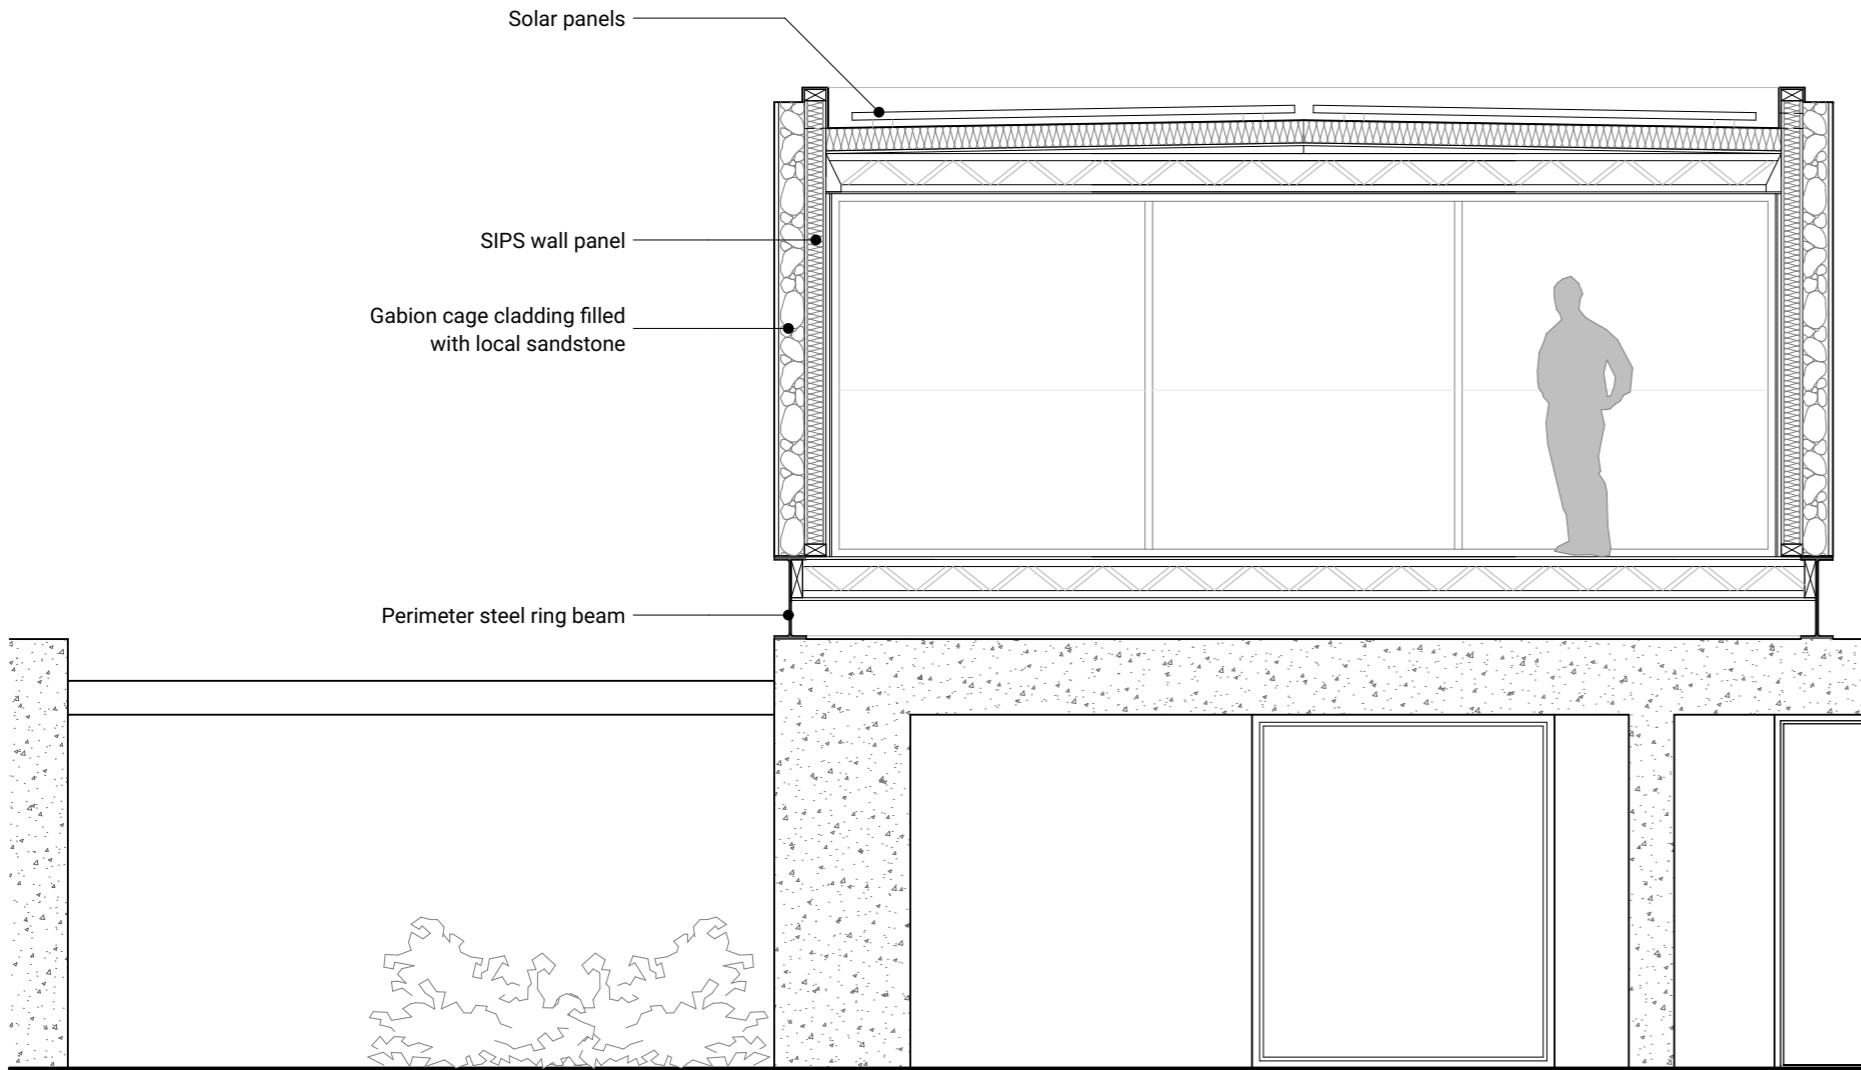 Solar panels
SIPS wall panel
Gabion cage cladding filled
with local sandstone
Perimeter steel ring beam